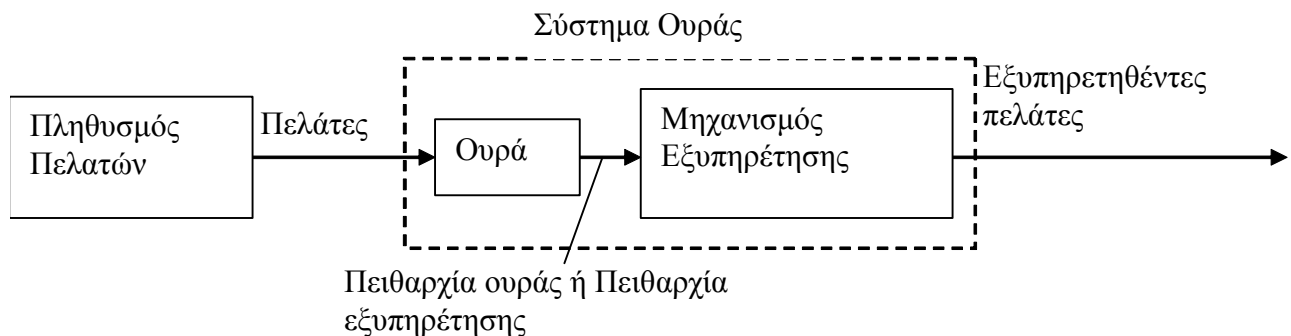 Σύστημα Ουράς
Πληθυσμός
Πελατών
Πελάτες
Ουρά
Μηχανισμός
Εξυπηρέτησης
Εξυπηρετηθέντες
πελάτες
Πειθαρχία ουράς ή Πειθαρχία
εξυπηρέτησης